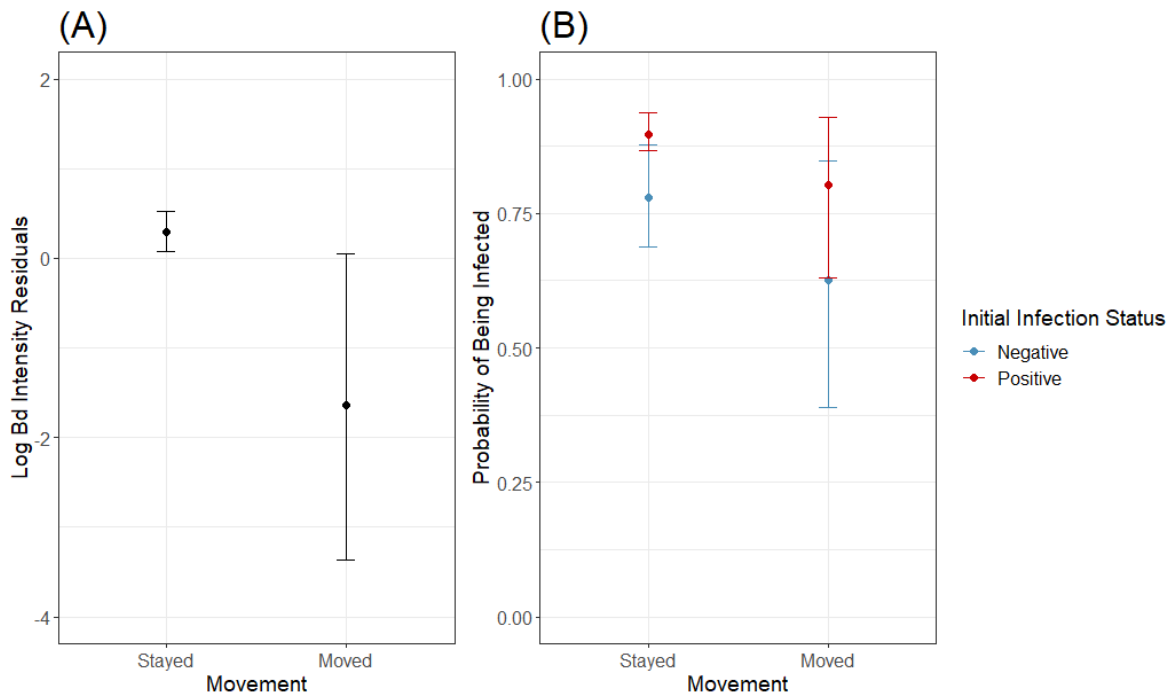 (A)
Log Bd Intensity Residuals
2
0
-2
-4
Stayed
Moved
Movement
(B)
Probability of Being Infected
1.00
0.75
0.50
0.25
0.00
Stayed
Moved
Movement
Initial Infection Status
Negative
Positive